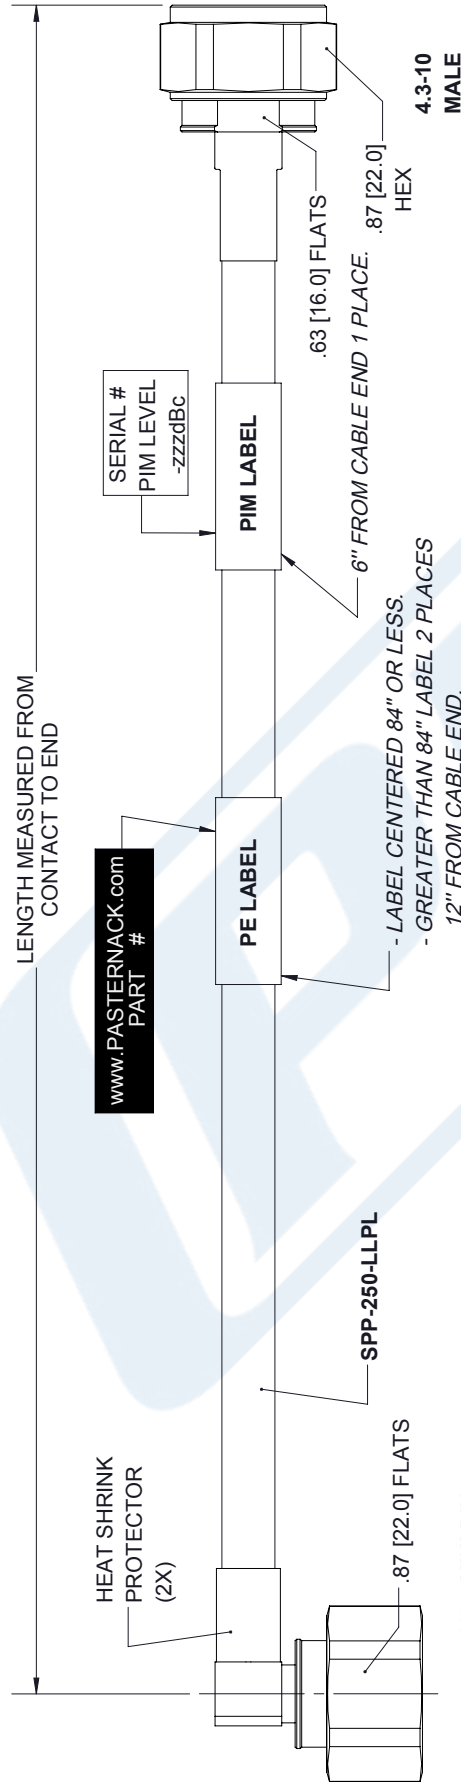 LENGTH MEASURED FROM
CONTACT TO END
HEAT SHRINK
PROTECTOR
(2X)
www.PASTERNACK.com
PART #
SERIAL #
PIM LEVEL
-zzzdBc
PE LABEL
PIM LABEL
.87 [22.0] FLATS
SPP-250-LLPL
- LABEL CENTERED 84" OR LESS.
- GREATER THAN 84" LABEL 2 PLACES
12" FROM CABLE END.
6" FROM CABLE END 1 PLACE.
.63 [16.0] FLATS
.87 [22.0]
HEX
4.3-10
MALE